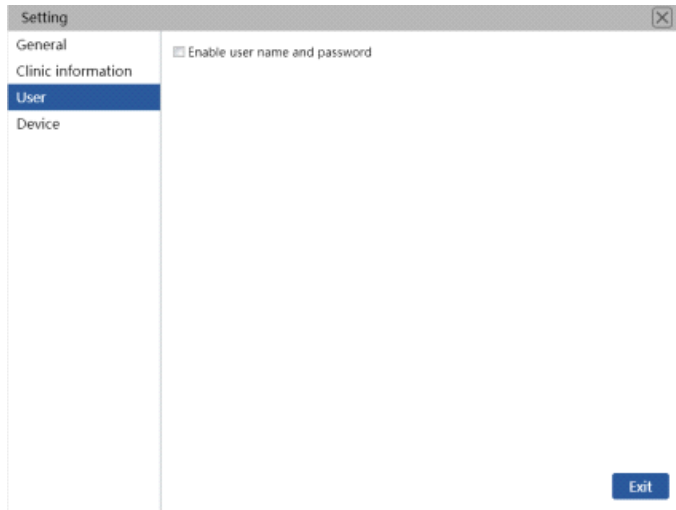 Setting
General
Clinic information
User
Device
Enable user name and password
Exit